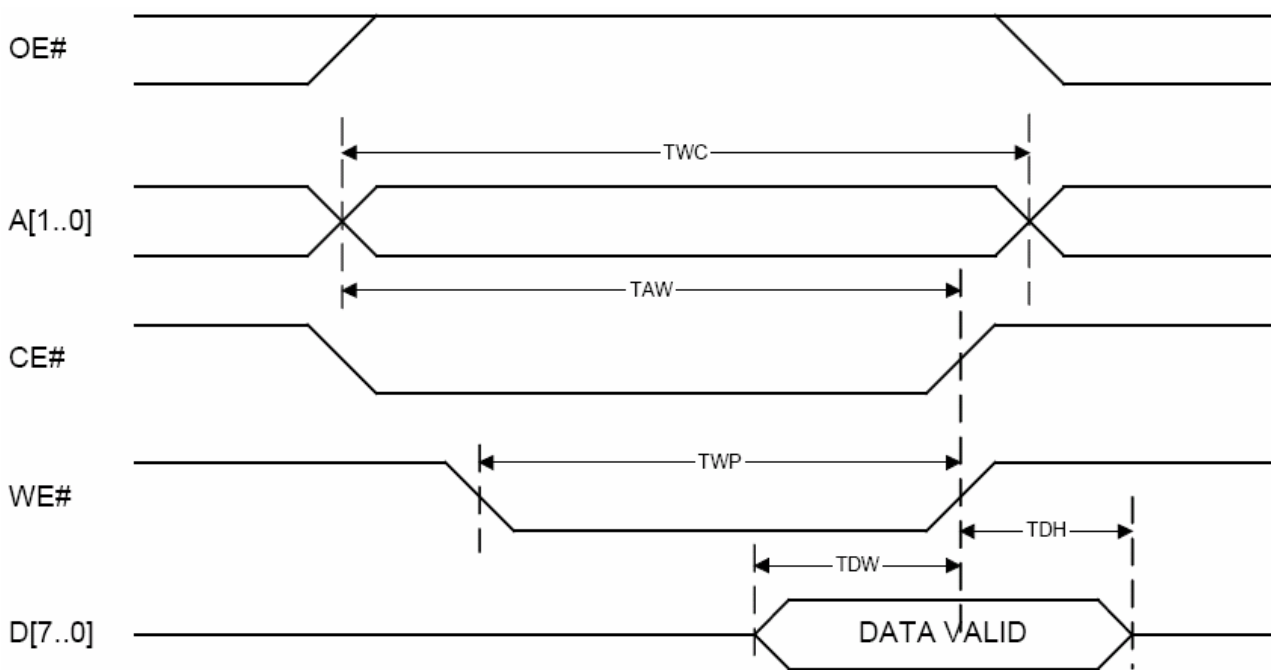 OE#
TWC
A[1..0]
TAW
CE#
TWP
WE#
TDH
TDW
D[7..0]
DATA VALID